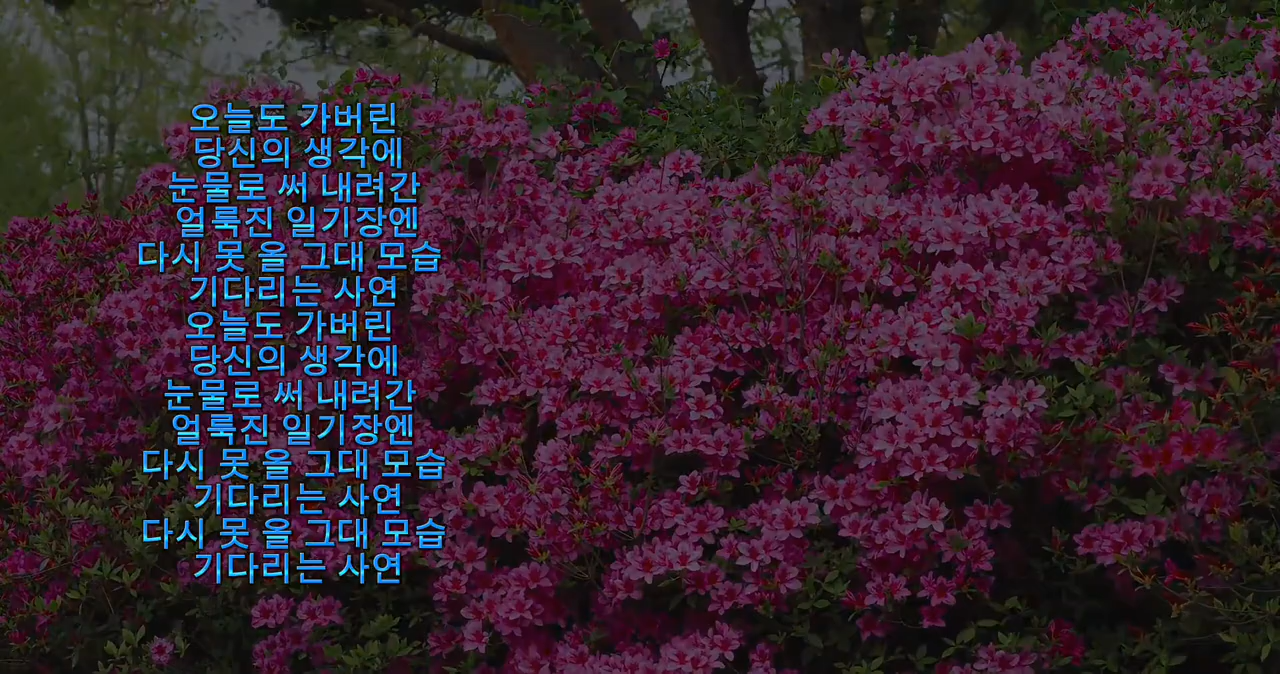 오늘도 가버린
당신의 생각에
눈물로 써 내려간
얼룩진 일기장엔
다시 못 올 그대 모습
기다리는 사연
오늘도 가버린
당신의 생각에
눈물로 써 내려간
얼룩진 일기장엔
다시 못 올 그대 모습
기다리는 사연
다시 못 올 그대 모습
기다리는 사연